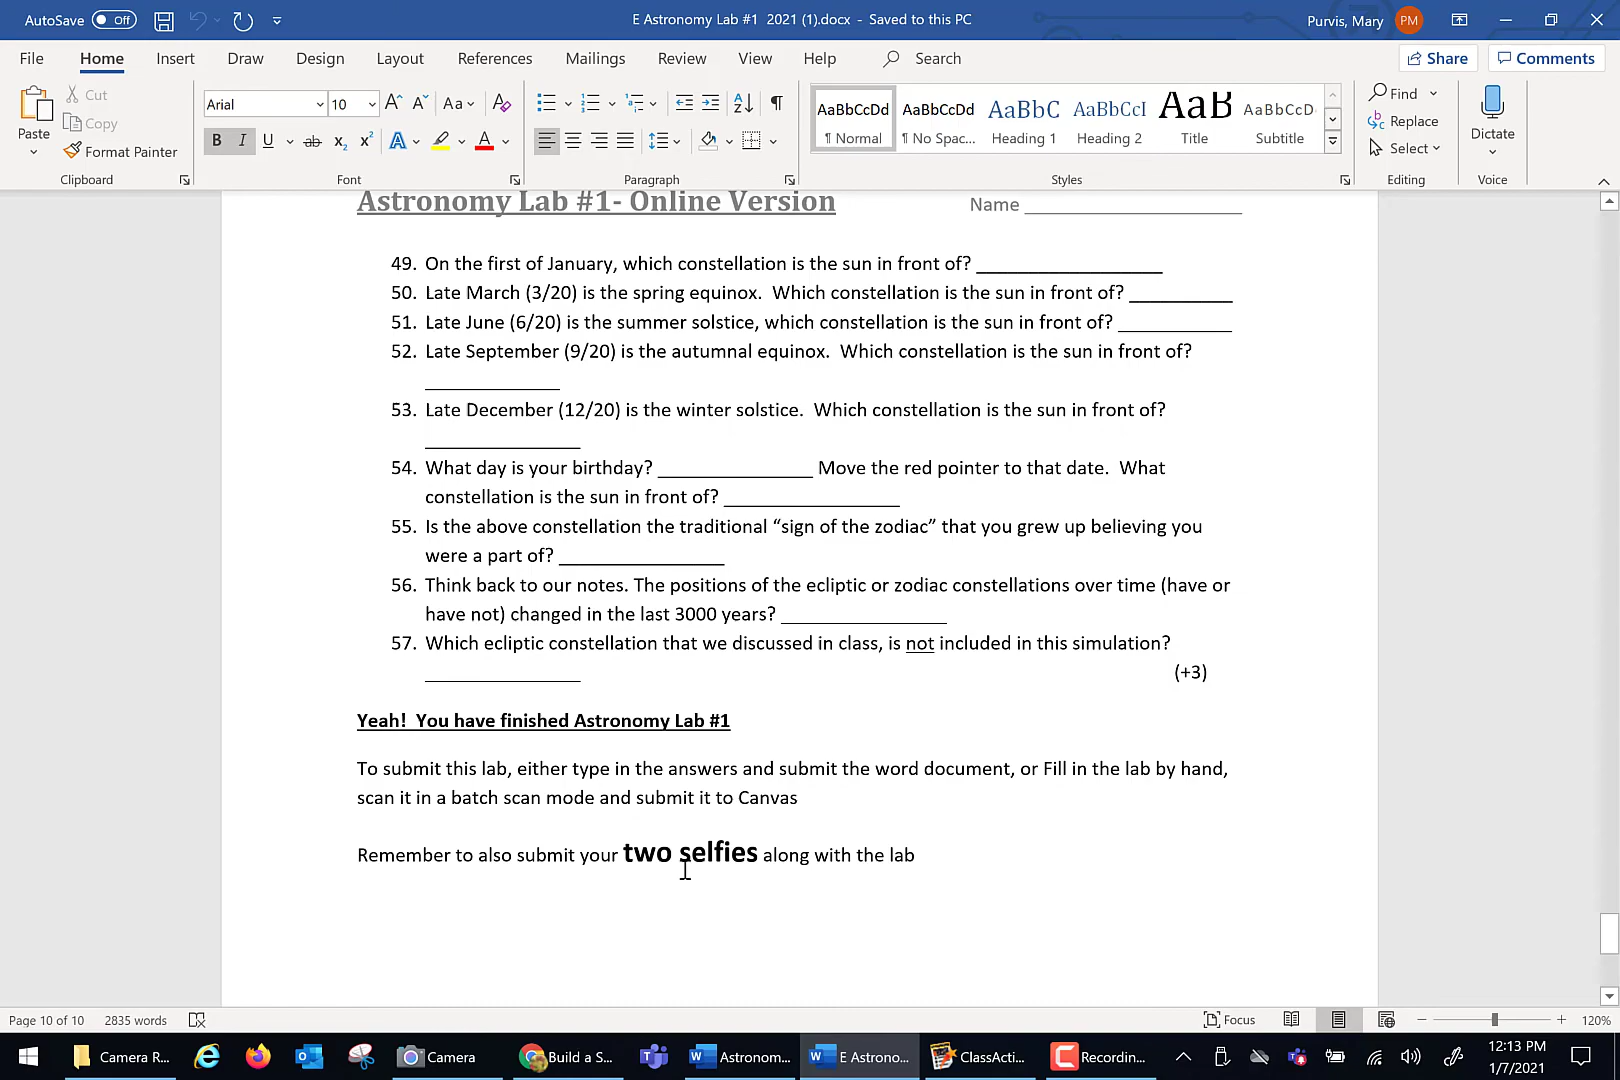 AutoSave Off
E Astronomy Lab #1 2021 (1).docx - Saved to this PC
Purvis, Mary PM
File Home Insert Draw Design Layout References Mailings Review View Help Search Share Comments
Paste
Cut
Copy
Format Painter
Clipboard
Arial 10
Font
Paragraph
AaBbCcDd AaBbCcDd AaBbC AaBbCcI AaB AaBbCcD
¶ Normal ¶ No Spac... Heading 1 Heading 2 Title Subtitle
Styles
Find
Replace
Select
Editing
Dictate
Voice
Astronomy Lab #1- Online Version Name ____________________
49. On the first of January, which constellation is the sun in front of? __________________
50. Late March (3/20) is the spring equinox. Which constellation is the sun in front of? __________
51. Late June (6/20) is the summer solstice, which constellation is the sun in front of? ___________
52. Late September (9/20) is the autumnal equinox. Which constellation is the sun in front of?
_____________
53. Late December (12/20) is the winter solstice. Which constellation is the sun in front of?
_______________
54. What day is your birthday? _______________ Move the red pointer to that date. What
constellation is the sun in front of? _________________
55. Is the above constellation the traditional “sign of the zodiac” that you grew up believing you
were a part of? ________________
56. Think back to our notes. The positions of the ecliptic or zodiac constellations over time (have or
have not) changed in the last 3000 years? ________________
57. Which ecliptic constellation that we discussed in class, is not included in this simulation?
_______________ (+3)
Yeah! You have finished Astronomy Lab #1
To submit this lab, either type in the answers and submit the word document, or Fill in the lab by hand,
scan it in a batch scan mode and submit it to Canvas
Remember to also submit your two selfies along with the lab
Page 10 of 10 2835 words Focus 120%
Camera R... Camera Build a S... Astronom... E Astrono... ClassActi... Recordin...
12:13 PM
1/7/2021